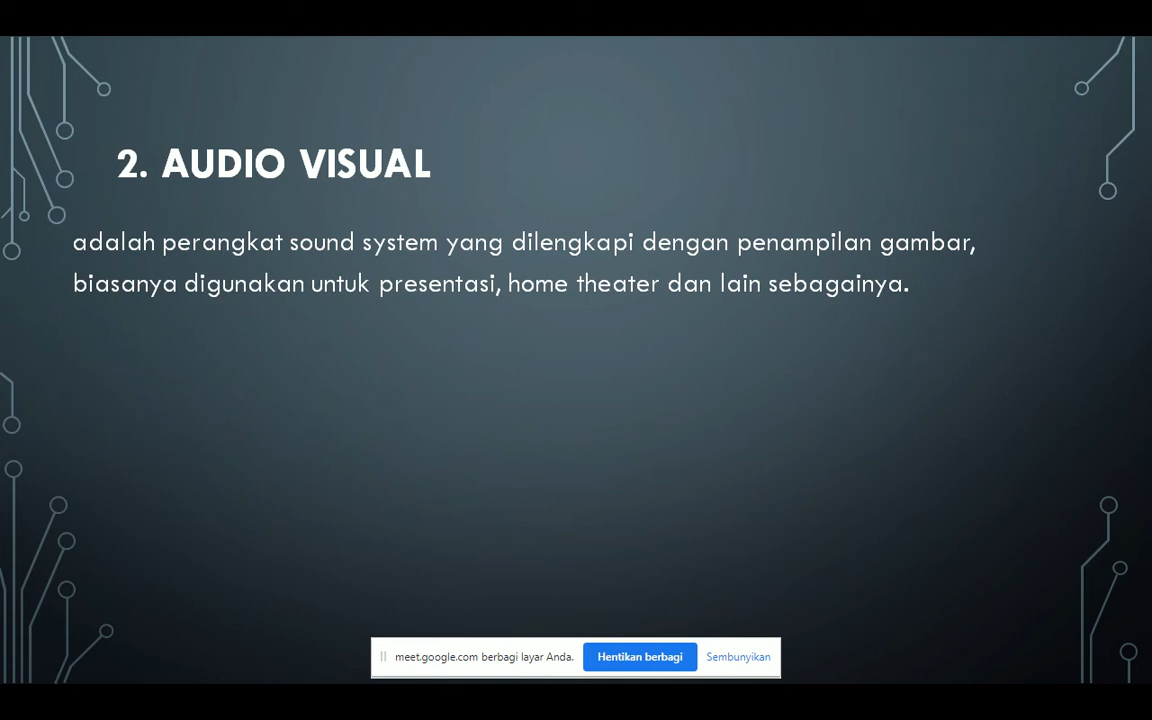 2. AUDIO VISUAL
adalah perangkat sound system yang dilengkapi dengan penampilan gambar,
biasanya digunakan untuk presentasi, home theater dan lain sebagainya.
meet.google.com berbagi layar Anda. Hentikan berbagi Sembunyikan